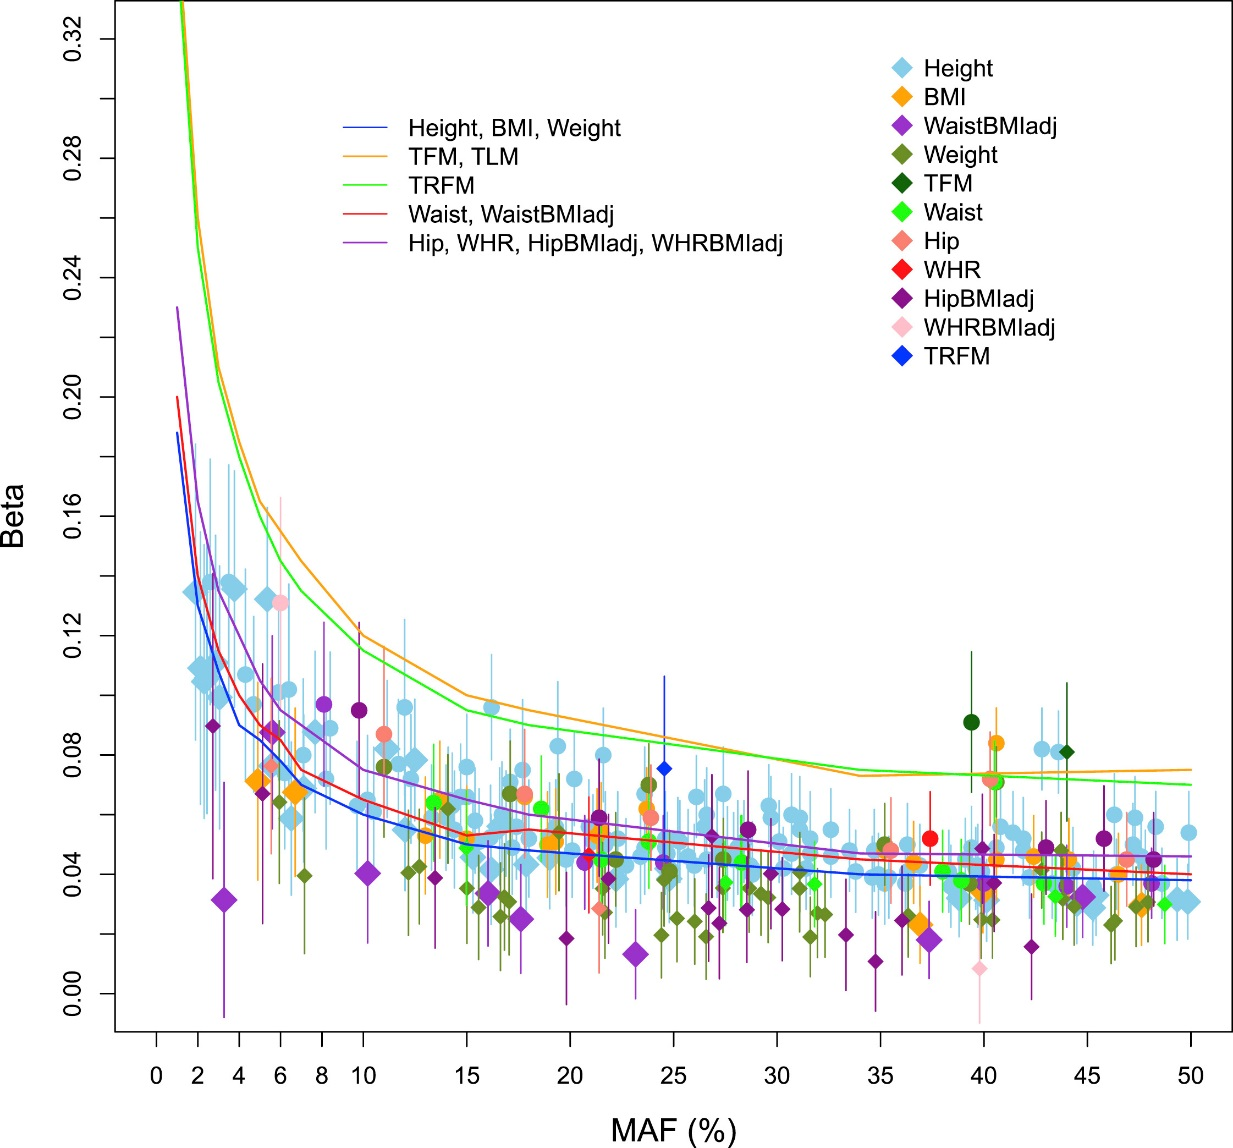 0.32
0.28
0.24
0.20
0.16
0.12
0.08
0.04
0.00
Beta
Height, BMI, Weight
TFM, TLM
TRFM
Waist, WaistBMIadj
Hip, WHR, HipBMIadj, WHRBMIadj
Height
BMI
WaistBMIadj
Weight
TFM
Waist
Hip
WHR
HipBMIadj
WHRBMIadj
TRFM
0 2 4 6 8 10 15 20 25 30 35 40 45 50
MAF (%)